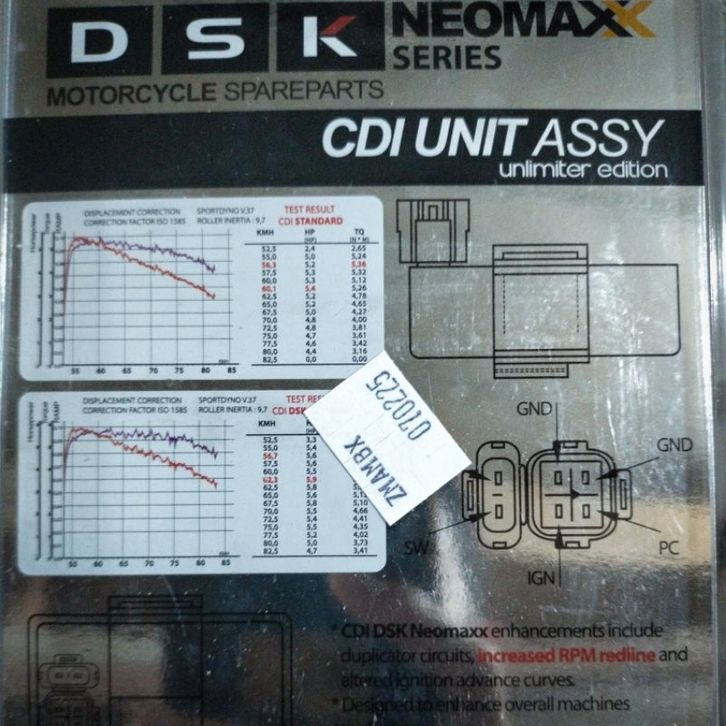 DSK NEOMAXX
SERIES
MOTORCYCLE SPAREPARTS
CDI UNIT ASSY
unlimiter edition
DISPLACEMENT CORRECTION SPORTDYNO V.37
CORRECTION FACTOR ISO 1585 ROLLER INERTIA : 9,7
TEST RESULT
CDI STANDARD
Horsepower Torque
KMH HP TQ
(HP) (N * M)
52,5 2,4 2,65
55,0 5,0 5,24
56,3 5,2 5,36
57,5 5,3 5,32
60,0 5,3 5,12
60,1 5,4 5,26
62,5 5,2 4,78
65,0 5,2 4,65
67,5 5,0 4,27
70,0 4,8 4,00
72,5 4,8 3,81
75,0 4,7 3,61
77,5 4,6 3,42
80,0 4,4 3,16
82,5 0,0 0,00
55 60 65 70 75 80 85
DISPLACEMENT CORRECTION SPORTDYNO V.37
CORRECTION FACTOR ISO 1585 ROLLER INERTIA : 9,7
TEST
CDI DSK
KMH
52,5 3,3
55,0 5,4
56,7 5,6
57,5 5,6
60,0 5,5
62,3 5,9
62,5 5,8
65,0 5,6
67,5 5,8 5,10
70,0 5,5 4,66
72,5 5,4 4,41
75,0 5,5 4,35
77,5 5,2 4,02
80,0 5,0 3,73
82,5 4,7 3,41
55 60 65 70 75 80 85
ZMAMBX
070225
GND
GND
SW
PC
IGN
* CDI DSK Neomaxx enhancements include
duplicator circuits, increased RPM redline and
altered ignition advance curves.
* Designed to enhance overall machines